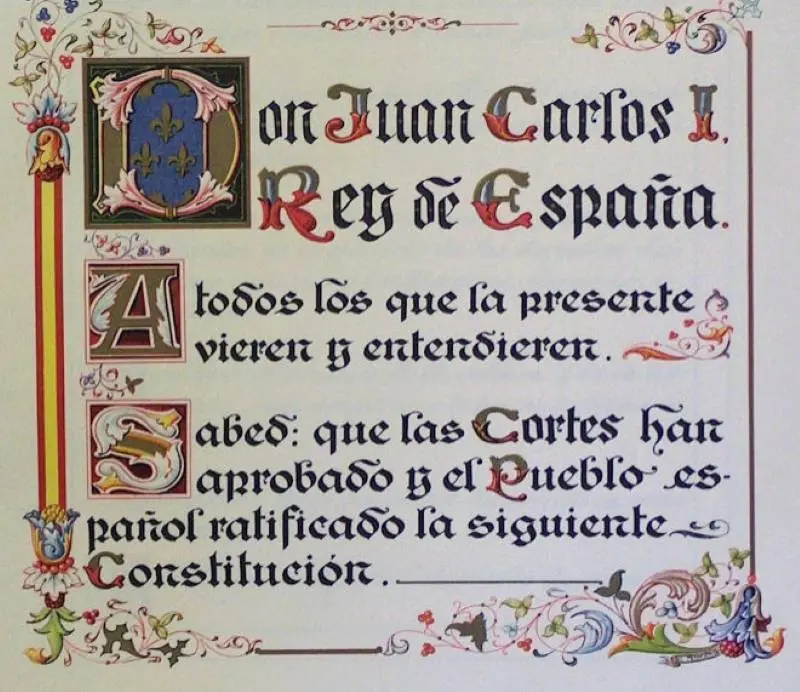 Don Juan Carlos I.
Rey de España.
A todos los que la presente
vieren y entendieren.
Sabed: que las Cortes han
aprobado y el Pueblo es-
pañol ratificado la siguiente
Constitución.